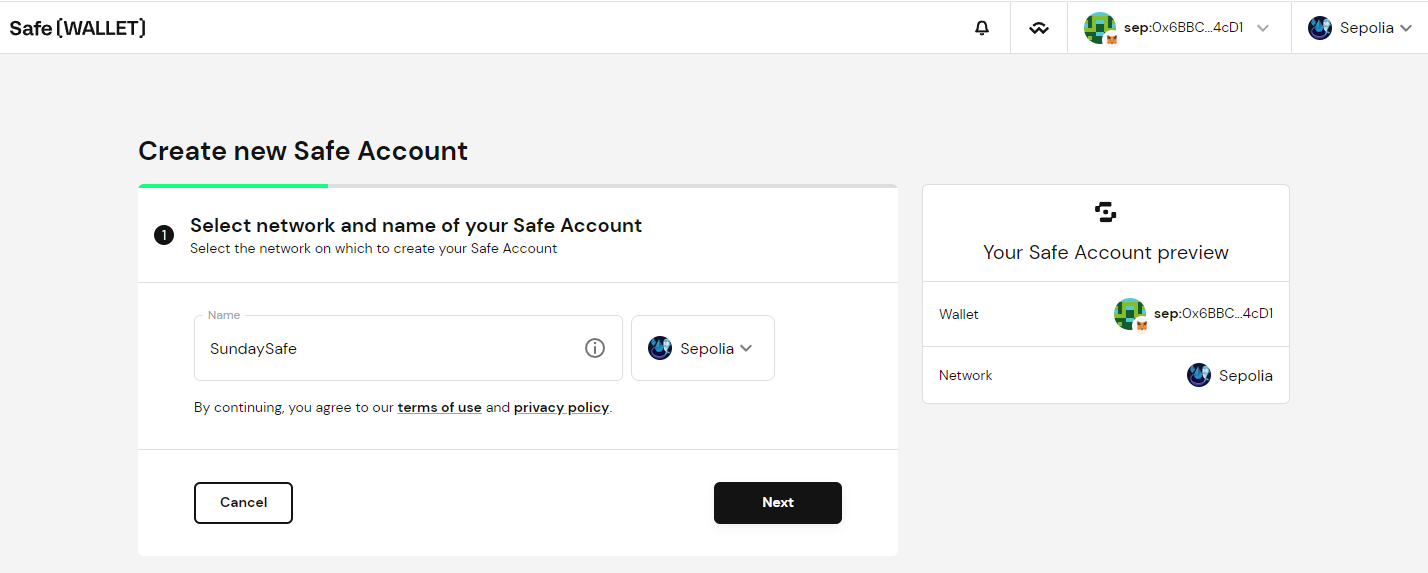 Safe{WALLET}
sep:0x6BBC...4cD1
Sepolia
Create new Safe Account
1
Select network and name of your Safe Account
Select the network on which to create your Safe Account
Name
SundaySafe
Sepolia
By continuing, you agree to our terms of use and privacy policy.
Cancel
Next
Your Safe Account preview
Wallet
sep:0x6BBC...4cD1
Network
Sepolia